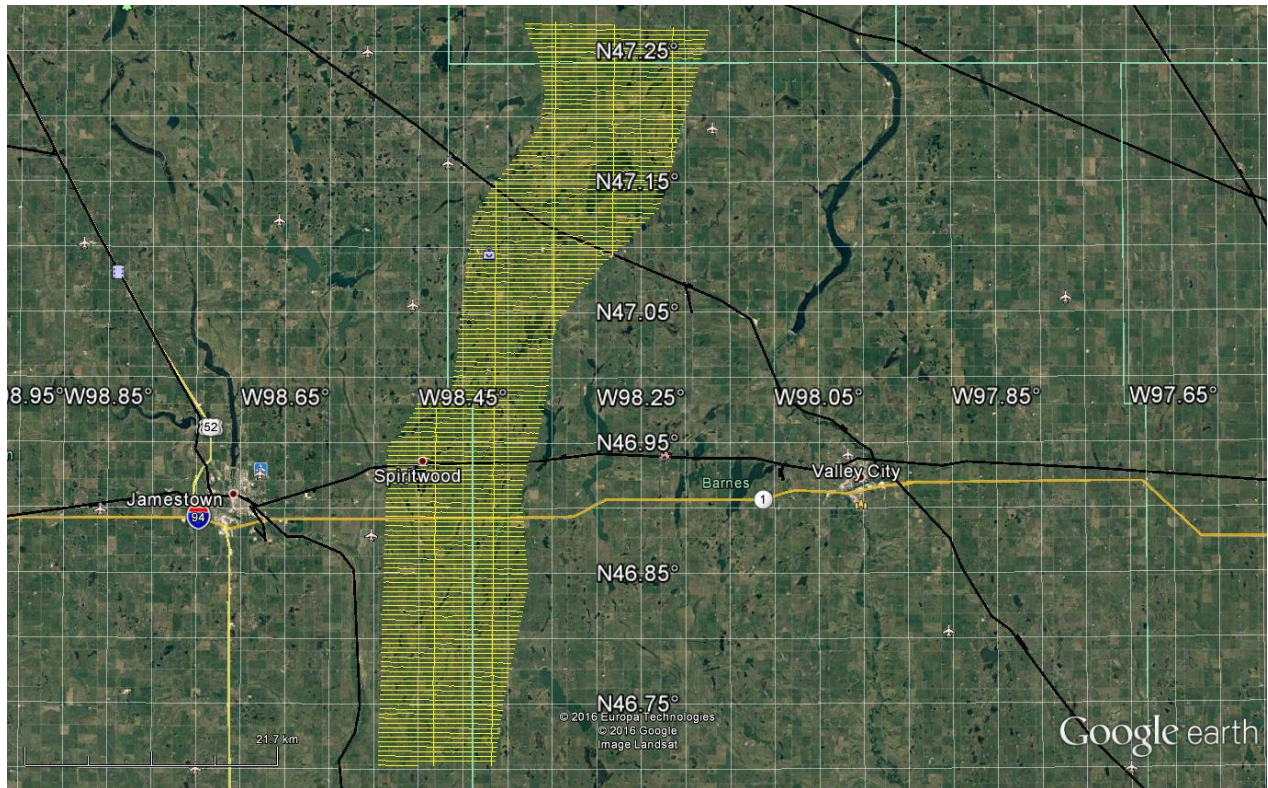 N47.25°
N47.15°
N47.05°
8.95°
W98.85°
W98.65°
W98.45°
W98.25°
W98.05°
W97.85°
W97.65°
52
N46.95°
Spiritwood
Valley City
Jamestown
Barnes
1
94
N46.85°
N46.75°
© 2016 Europa Technologies
© 2016 Google
Image Landsat
21.7 km
Google earth